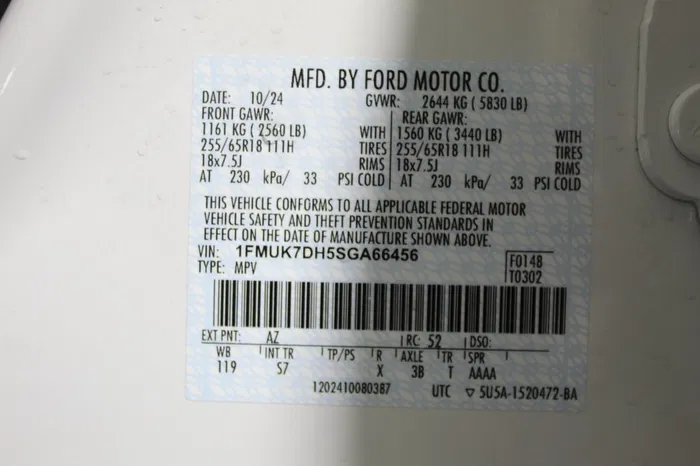 MFD. BY FORD MOTOR CO.
DATE: 10/24 GVWR: 2644 KG ( 5830 LB)
FRONT GAWR: REAR GAWR:
1161 KG ( 2560 LB) WITH 1560 KG ( 3440 LB) WITH
255/65R18 111H TIRES 255/65R18 111H TIRES
18x7.5J RIMS 18x7.5J RIMS
AT 230 kPa/ 33 PSI COLD AT 230 kPa/ 33 PSI COLD
THIS VEHICLE CONFORMS TO ALL APPLICABLE FEDERAL MOTOR
VEHICLE SAFETY AND THEFT PREVENTION STANDARDS IN
EFFECT ON THE DATE OF MANUFACTURE SHOWN ABOVE.
VIN: 1FMUK7DH5SGA66456 F0148
TYPE: MPV T0302
EXT PNT: AZ RC: 52 DSO:
WB INT TR TP/PS R AXLE TR SPR
119 S7 X 3B T AAAA
1202410080387 UTC ▽ 5U5A-1520472-BA